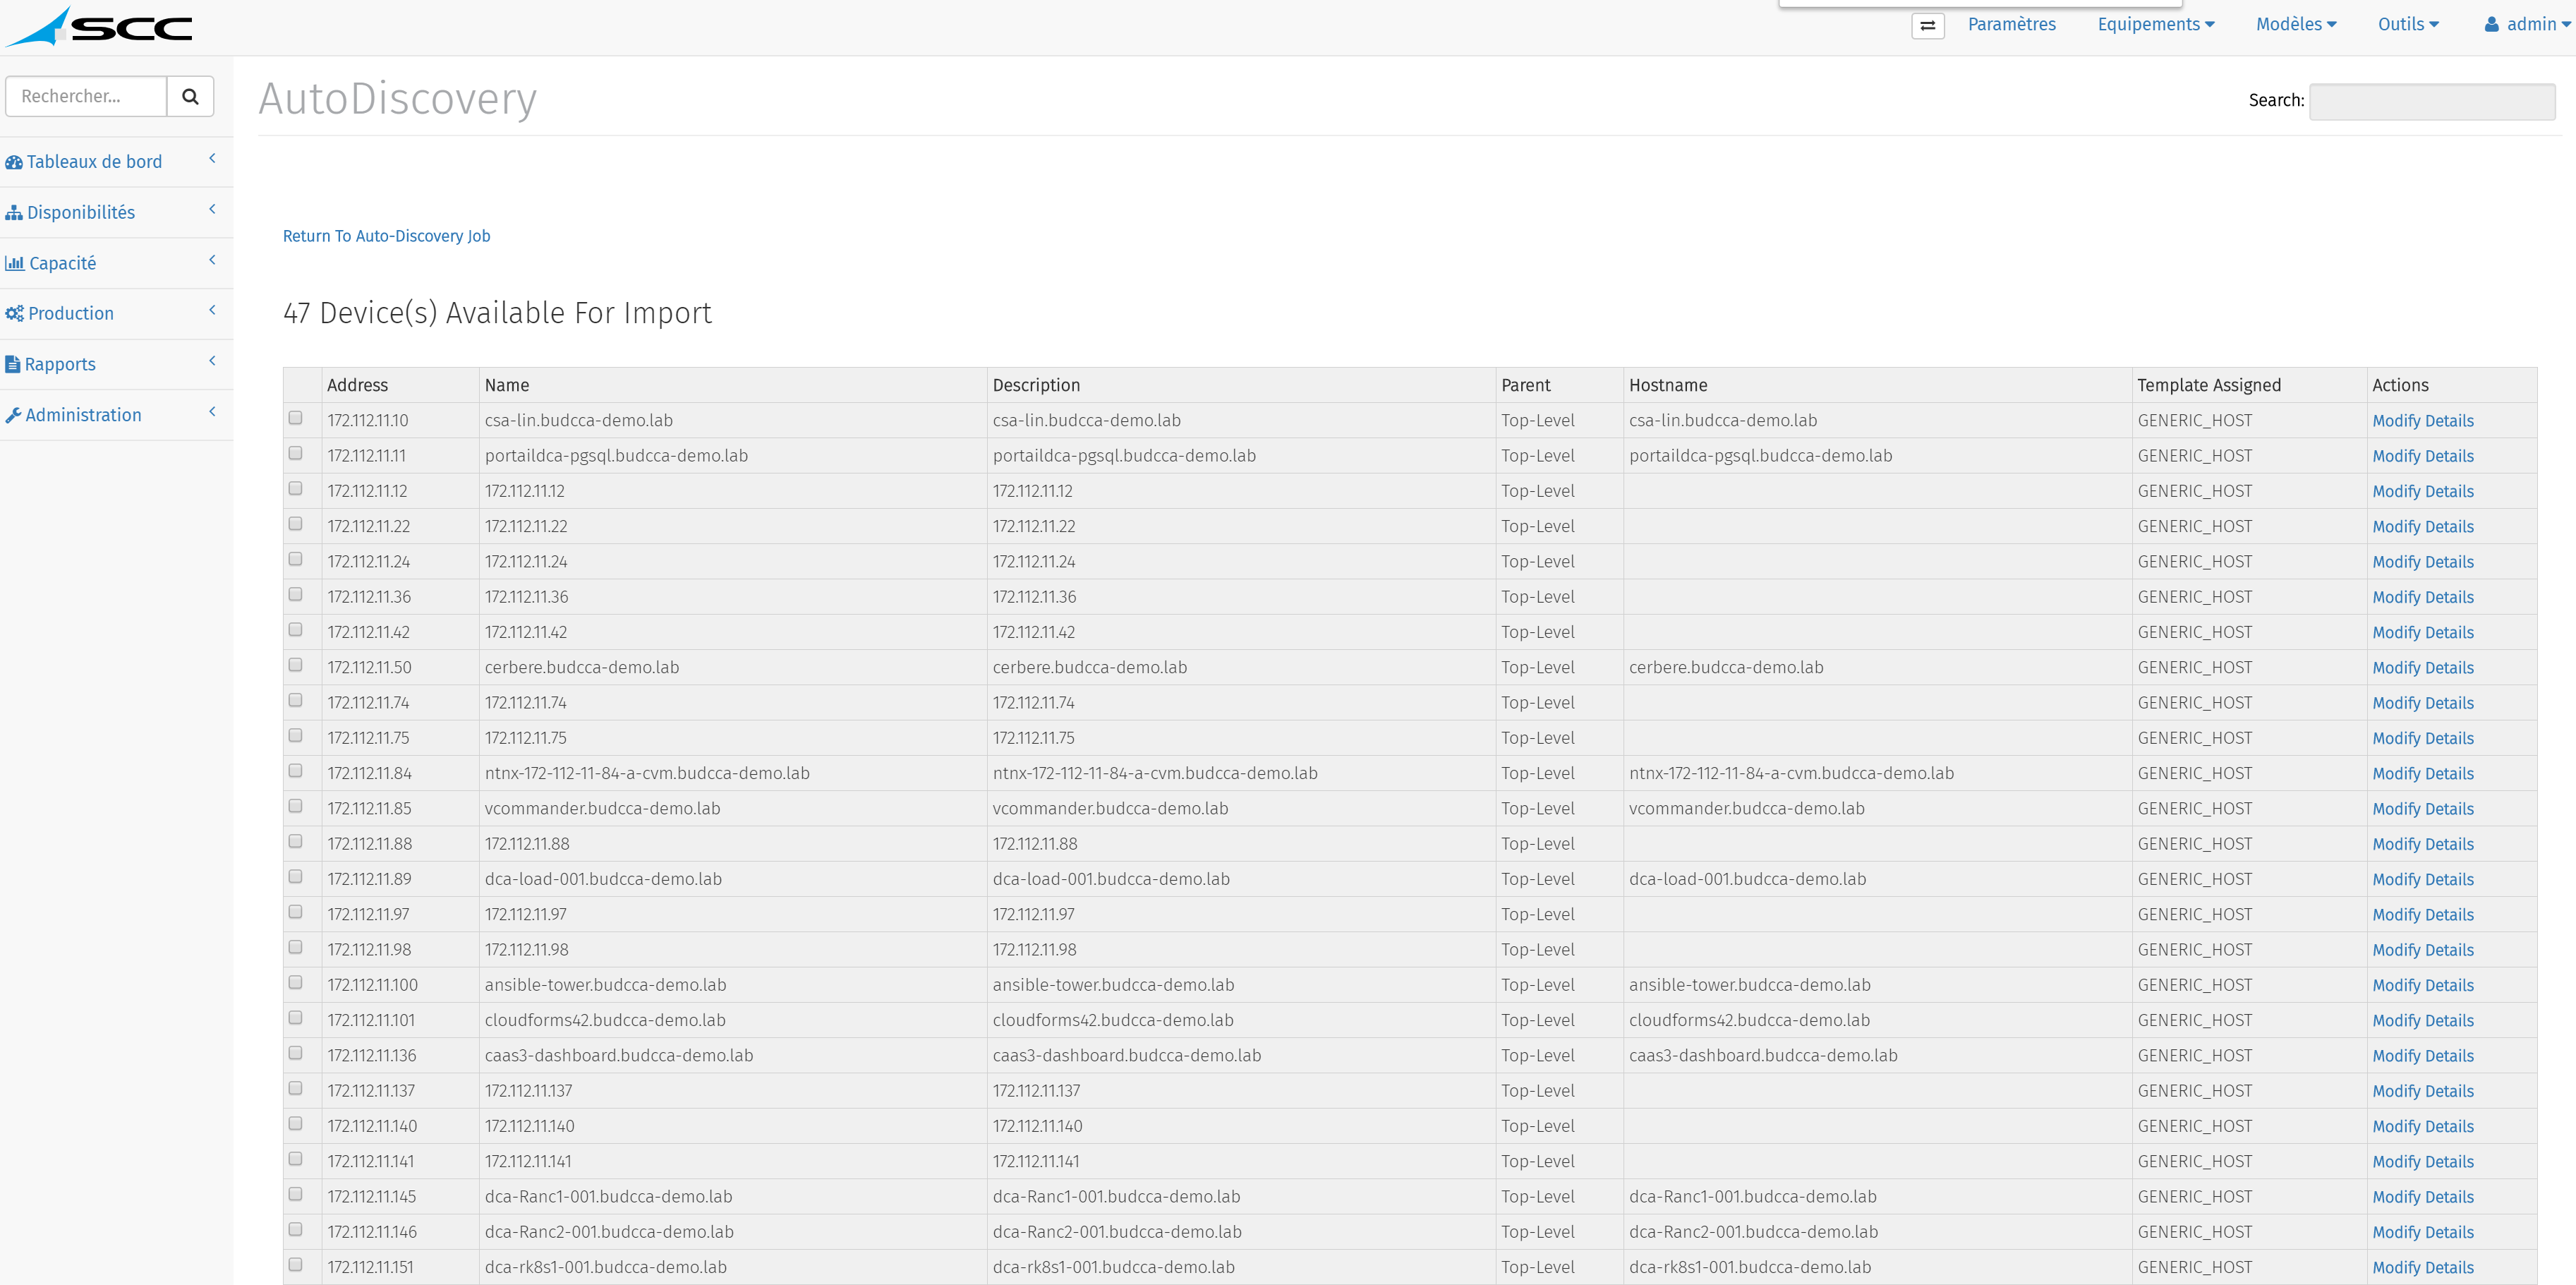 SCC
Paramètres Equipements Modèles Outils admin
Rechercher...
AutoDiscovery
Search:
Tableaux de bord
Disponibilités
Capacité
Production
Rapports
Administration
Return To Auto-Discovery Job
47 Device(s) Available For Import
Address Name Description Parent Hostname Template Assigned Actions
172.112.11.10 csa-lin.budcca-demo.lab csa-lin.budcca-demo.lab Top-Level csa-lin.budcca-demo.lab GENERIC_HOST Modify Details
172.112.11.11 portaildca-pgsql.budcca-demo.lab portaildca-pgsql.budcca-demo.lab Top-Level portaildca-pgsql.budcca-demo.lab GENERIC_HOST Modify Details
172.112.11.12 172.112.11.12 172.112.11.12 Top-Level GENERIC_HOST Modify Details
172.112.11.22 172.112.11.22 172.112.11.22 Top-Level GENERIC_HOST Modify Details
172.112.11.24 172.112.11.24 172.112.11.24 Top-Level GENERIC_HOST Modify Details
172.112.11.36 172.112.11.36 172.112.11.36 Top-Level GENERIC_HOST Modify Details
172.112.11.42 172.112.11.42 172.112.11.42 Top-Level GENERIC_HOST Modify Details
172.112.11.50 cerbere.budcca-demo.lab cerbere.budcca-demo.lab Top-Level cerbere.budcca-demo.lab GENERIC_HOST Modify Details
172.112.11.74 172.112.11.74 172.112.11.74 Top-Level GENERIC_HOST Modify Details
172.112.11.75 172.112.11.75 172.112.11.75 Top-Level GENERIC_HOST Modify Details
172.112.11.84 ntnx-172-112-11-84-a-cvm.budcca-demo.lab ntnx-172-112-11-84-a-cvm.budcca-demo.lab Top-Level ntnx-172-112-11-84-a-cvm.budcca-demo.lab GENERIC_HOST Modify Details
172.112.11.85 vcommander.budcca-demo.lab vcommander.budcca-demo.lab Top-Level vcommander.budcca-demo.lab GENERIC_HOST Modify Details
172.112.11.88 172.112.11.88 172.112.11.88 Top-Level GENERIC_HOST Modify Details
172.112.11.89 dca-load-001.budcca-demo.lab dca-load-001.budcca-demo.lab Top-Level dca-load-001.budcca-demo.lab GENERIC_HOST Modify Details
172.112.11.97 172.112.11.97 172.112.11.97 Top-Level GENERIC_HOST Modify Details
172.112.11.98 172.112.11.98 172.112.11.98 Top-Level GENERIC_HOST Modify Details
172.112.11.100 ansible-tower.budcca-demo.lab ansible-tower.budcca-demo.lab Top-Level ansible-tower.budcca-demo.lab GENERIC_HOST Modify Details
172.112.11.101 cloudforms42.budcca-demo.lab cloudforms42.budcca-demo.lab Top-Level cloudforms42.budcca-demo.lab GENERIC_HOST Modify Details
172.112.11.136 caas3-dashboard.budcca-demo.lab caas3-dashboard.budcca-demo.lab Top-Level caas3-dashboard.budcca-demo.lab GENERIC_HOST Modify Details
172.112.11.137 172.112.11.137 172.112.11.137 Top-Level GENERIC_HOST Modify Details
172.112.11.140 172.112.11.140 172.112.11.140 Top-Level GENERIC_HOST Modify Details
172.112.11.141 172.112.11.141 172.112.11.141 Top-Level GENERIC_HOST Modify Details
172.112.11.145 dca-Ranc1-001.budcca-demo.lab dca-Ranc1-001.budcca-demo.lab Top-Level dca-Ranc1-001.budcca-demo.lab GENERIC_HOST Modify Details
172.112.11.146 dca-Ranc2-001.budcca-demo.lab dca-Ranc2-001.budcca-demo.lab Top-Level dca-Ranc2-001.budcca-demo.lab GENERIC_HOST Modify Details
172.112.11.151 dca-rk8s1-001.budcca-demo.lab dca-rk8s1-001.budcca-demo.lab Top-Level dca-rk8s1-001.budcca-demo.lab GENERIC_HOST Modify Details